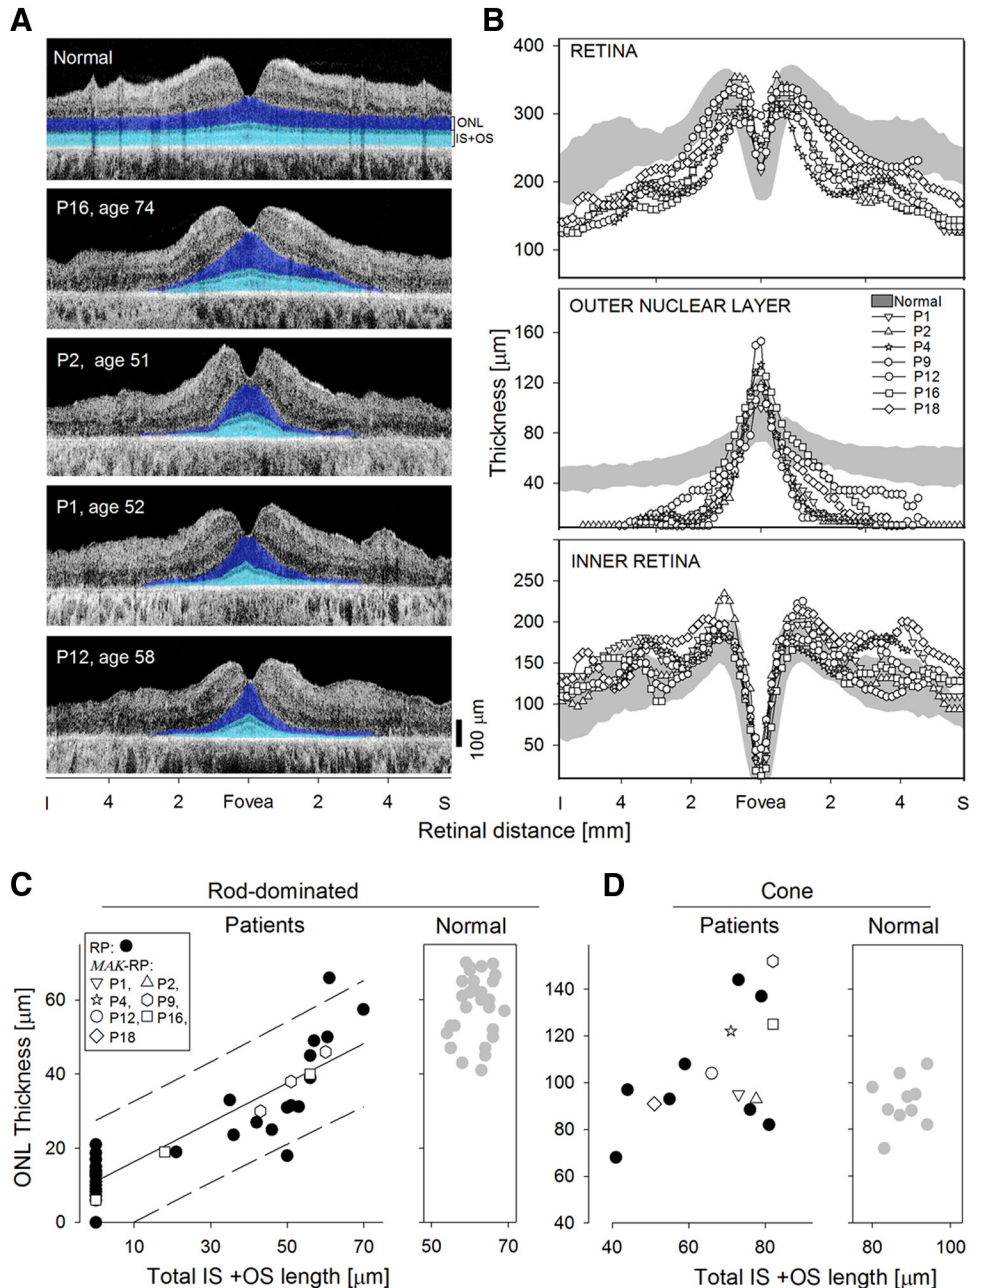 A
Normal
ONL
IS+OS
P16, age 74
P2, age 51
P1, age 52
P12, age 58
100 μm
I 4 2 Fovea 2 4 S
B
RETINA
400
300
200
100
OUTER NUCLEAR LAYER
Normal
P1
P2
P4
P9
P12
P16
P18
160
120
80
40
Thickness [μm]
INNER RETINA
250
200
150
100
50
I 4 2 Fovea 2 4 S
Retinal distance [mm]
C
Rod-dominated
Patients
Normal
RP:
MAK-RP:
P1, P2,
P4, P9,
P12, P16,
P18
ONL Thickness [μm]
60
40
20
0
10 30 50 70
50 70
Total IS +OS length [μm]
D
Cone
Patients
Normal
140
120
100
80
60
40
40 60 80
80 100
Total IS +OS length [μm]